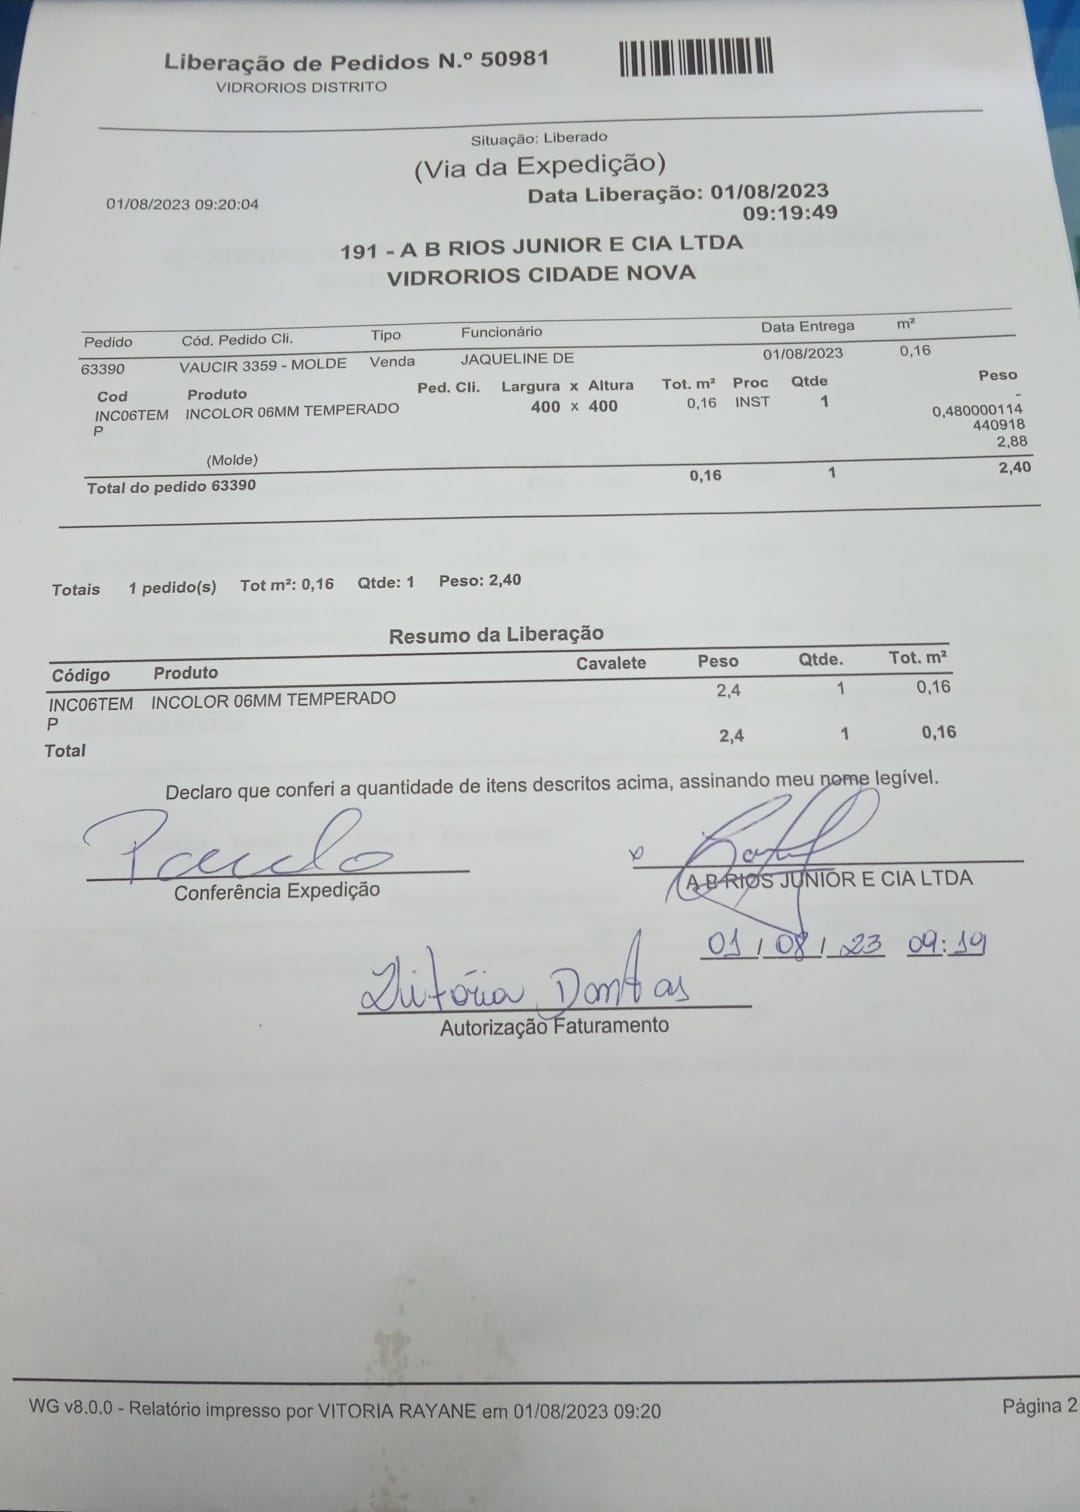 Liberação de Pedidos N.º 50981
VIDRORIOS DISTRITO
Situação: Liberado
(Via da Expedição)
01/08/2023 09:20:04
Data Liberação: 01/08/2023
09:19:49
191 - A B RIOS JUNIOR E CIA LTDA
VIDRORIOS CIDADE NOVA
Pedido Cód. Pedido Cli. Tipo Funcionário Data Entrega m²
63390 VAUCIR 3359 - MOLDE Venda JAQUELINE DE 01/08/2023 0,16
Cod Produto Ped. Cli. Largura x Altura Tot. m² Proc Qtde Peso
INC06TEM INCOLOR 06MM TEMPERADO 400 x 400 0,16 INST 1 -
P 0,480000114
440918
(Molde) 2,88
Total do pedido 63390 0,16 1 2,40
Totais 1 pedido(s) Tot m²: 0,16 Qtde: 1 Peso: 2,40
Resumo da Liberação
Código Produto Cavalete Peso Qtde. Tot. m²
INC06TEM INCOLOR 06MM TEMPERADO 2,4 1 0,16
P
Total 2,4 1 0,16
Declaro que conferi a quantidade de itens descritos acima, assinando meu nome legível.
x
Conferência Expedição A B RIOS JUNIOR E CIA LTDA
01/08/23 09:19
Vitória Dantas
Autorização Faturamento
WG v8.0.0 - Relatório impresso por VITORIA RAYANE em 01/08/2023 09:20 Página 2